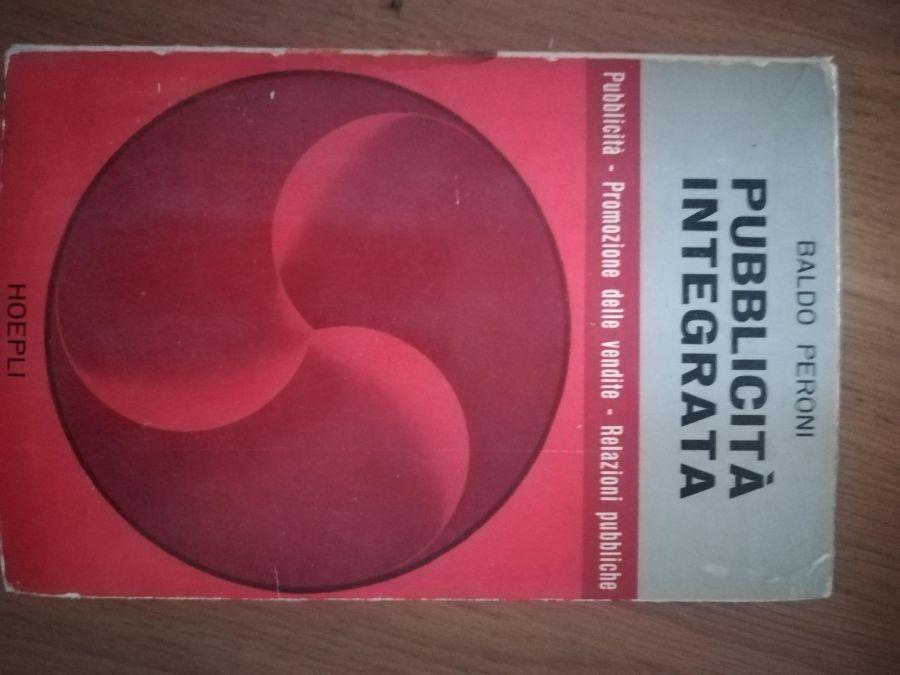 BALDO PERONI
PUBBLICITÀ
INTEGRATA
Pubblicità - Promozione delle vendite - Relazioni pubbliche
HOEPLI